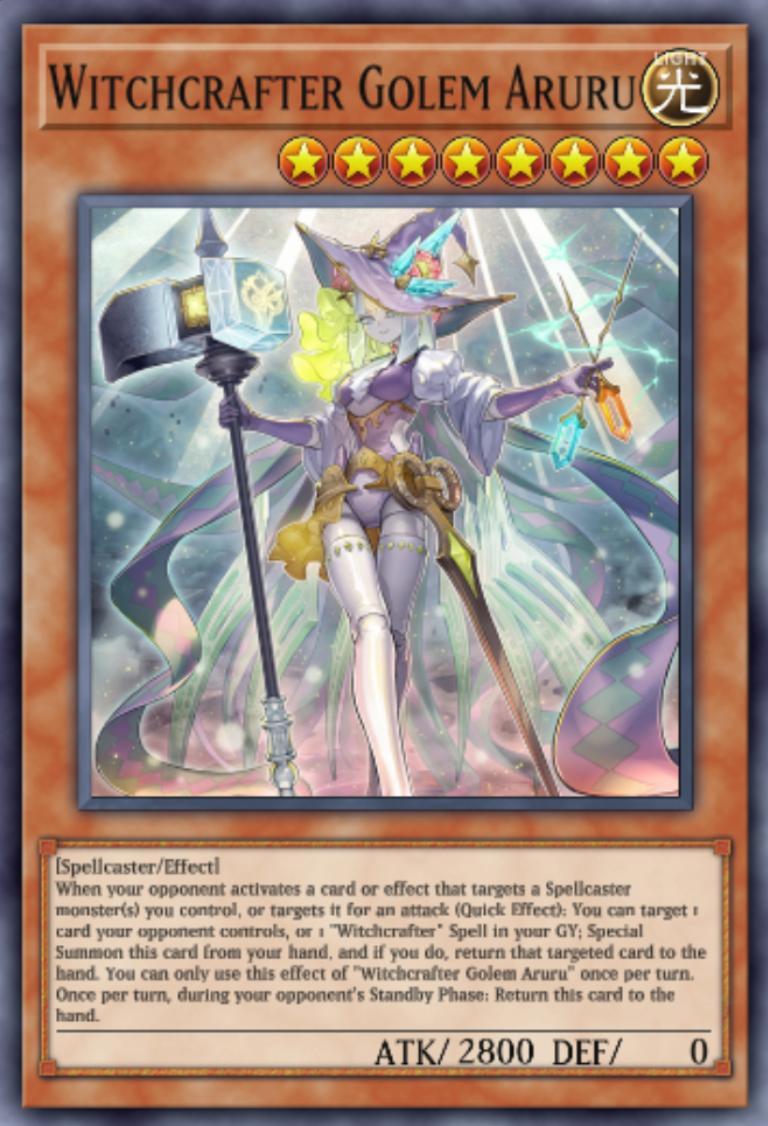 Witchcrafter Golem Aruru
LIGHT
光
[Spellcaster/Effect]
When your opponent activates a card or effect that targets a Spellcaster
monster(s) you control, or targets it for an attack (Quick Effect): You can target 1
card your opponent controls, or 1 "Witchcrafter" Spell in your GY; Special
Summon this card from your hand, and if you do, return that targeted card to the
hand. You can only use this effect of "Witchcrafter Golem Aruru" once per turn.
Once per turn, during your opponent's Standby Phase: Return this card to the
hand.
ATK/ 2800 DEF/ 0